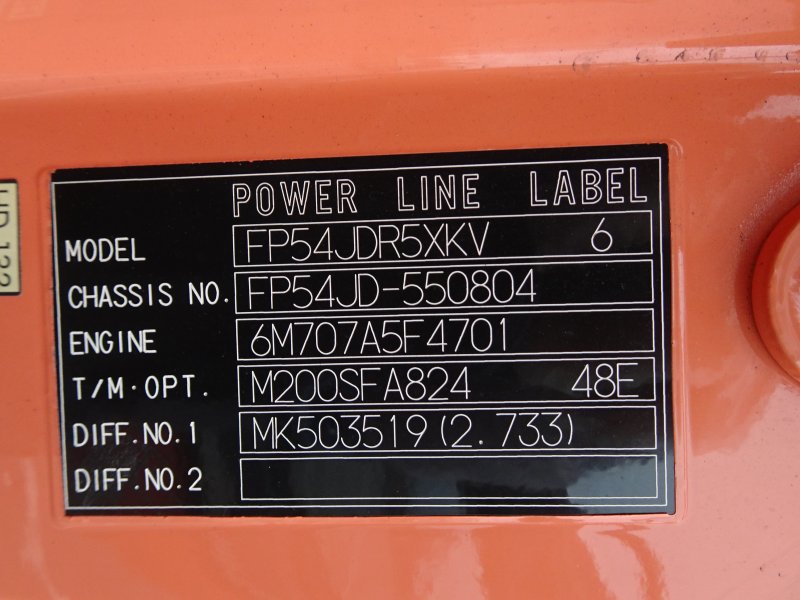 POWER LINE LABEL
MODEL FP54JDR5XKV 6
CHASSIS NO. FP54JD-550804
ENGINE 6M707A5F4701
T/M·OPT. M200SFA824 48E
DIFF.NO.1 MK503519(2.733)
DIFF.NO.2